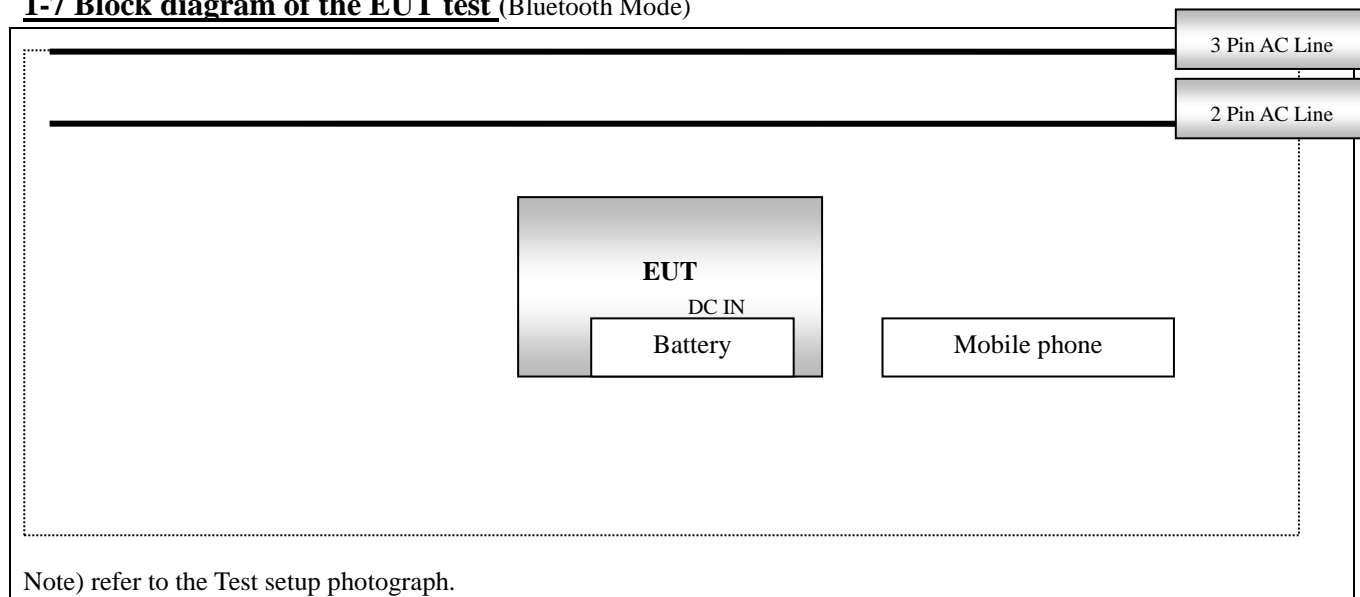 1-7 Block diagram of the EUT test (Bluetooth Mode)
3 Pin AC Line
2 Pin AC Line
EUT
DC IN
Battery
Mobile phone
Note) refer to the Test setup photograph.